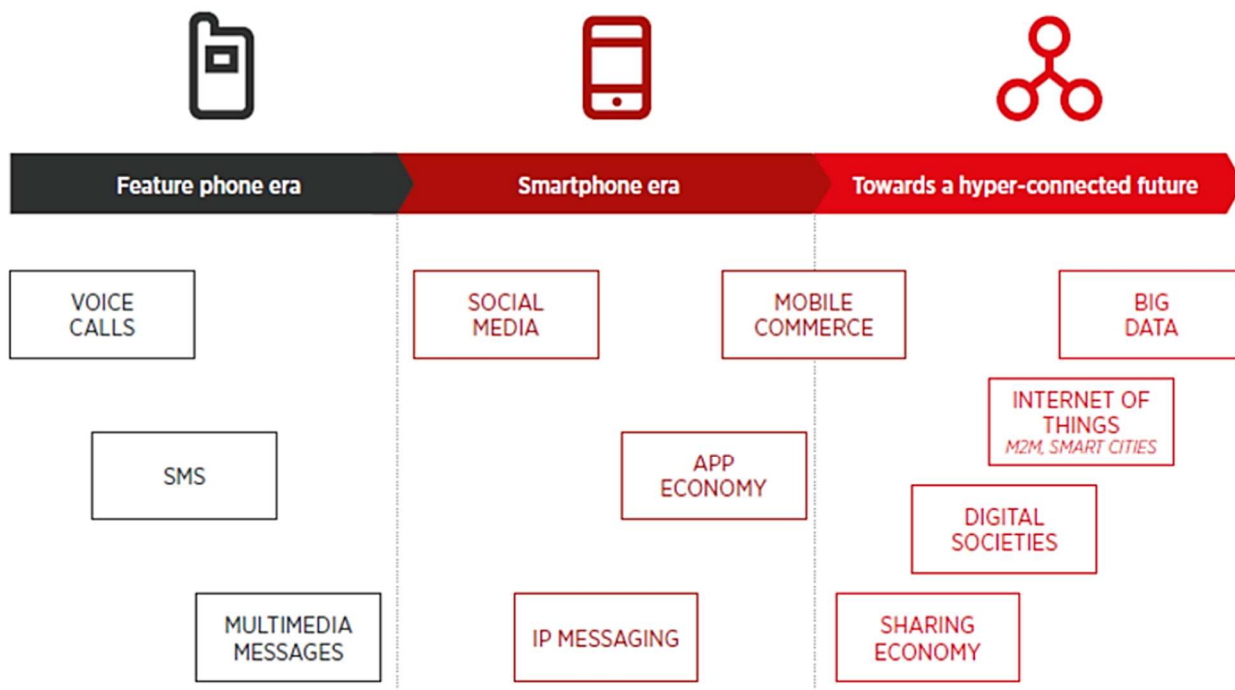 Feature phone era
Smartphone era
Towards a hyper-connected future
VOICE
CALLS
SOCIAL
MEDIA
MOBILE
COMMERCE
BIG
DATA
INTERNET OF
THINGS
M2M, SMART CITIES
SMS
APP
ECONOMY
DIGITAL
SOCIETIES
MULTIMEDIA
MESSAGES
IP MESSAGING
SHARING
ECONOMY